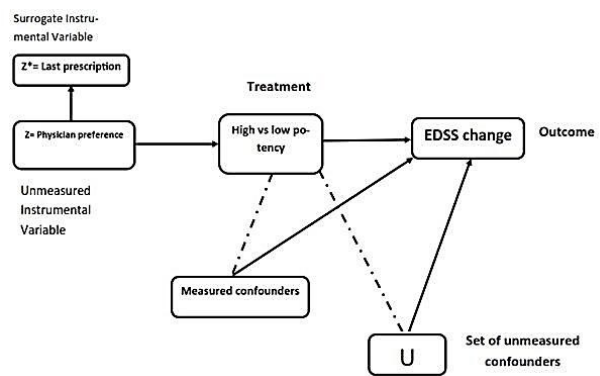 Surrogate Instru-
mental Variable
Z*= Last prescription
Treatment
Z= Physician preference
High vs low po-
tency
EDSS change
Outcome
Unmeasured
Instrumental
Variable
Measured confounders
U
Set of unmeasured
confounders